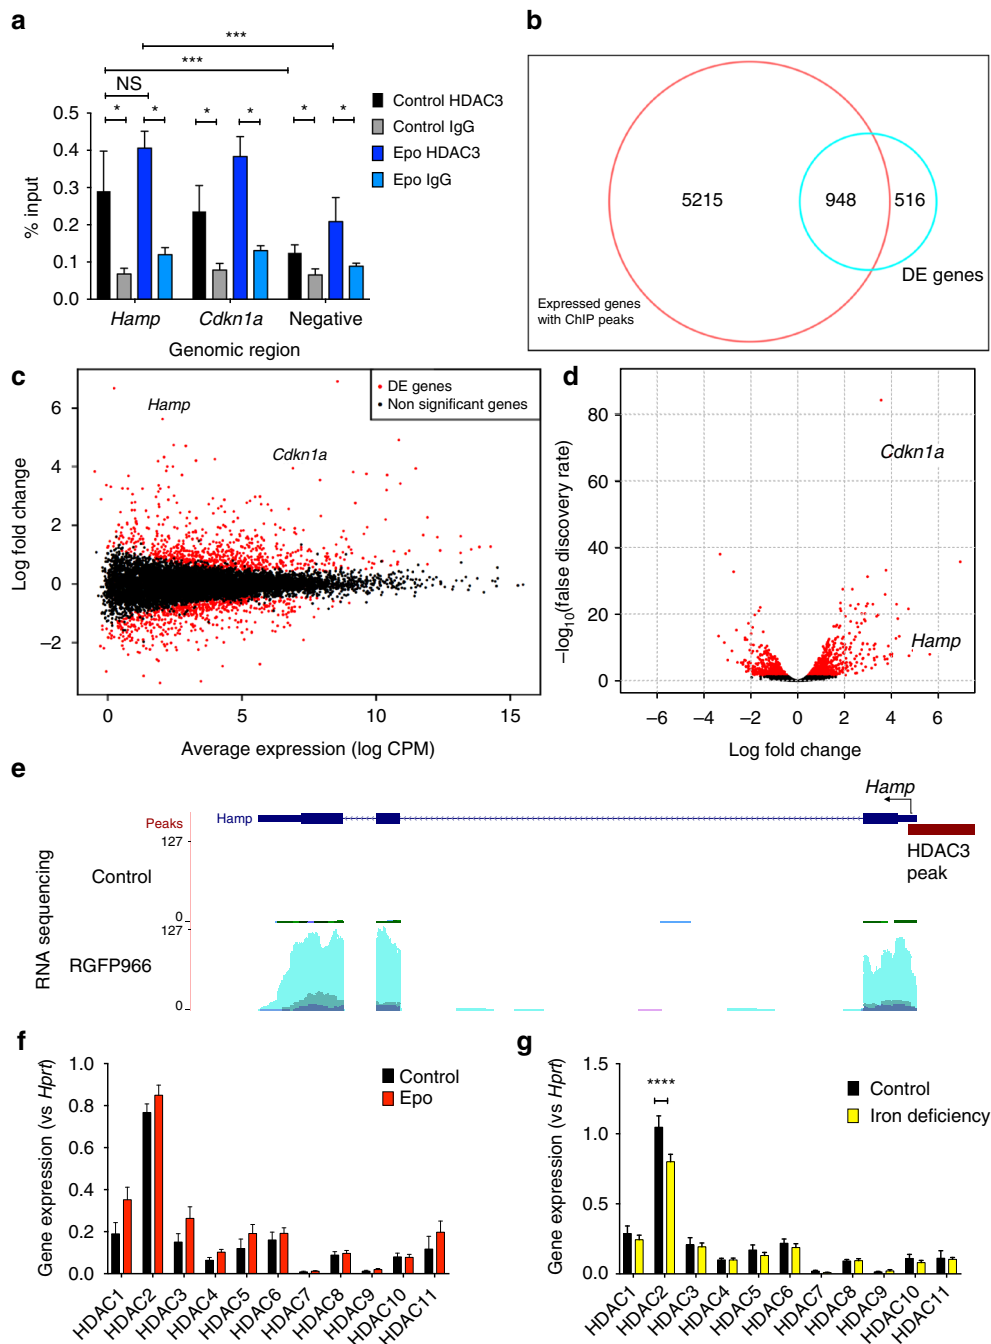 a
***
***
NS
* * * * * *
Control HDAC3
Control IgG
Epo HDAC3
Epo IgG
% input
0.5
0.4
0.3
0.2
0.1
0.0
Hamp Cdkn1a Negative
Genomic region
b
5215 948 516
DE genes
Expressed genes
with ChIP peaks
c
DE genes
Non significant genes
Hamp
Cdkn1a
Log fold change
6
4
2
0
−2
0 5 10 15
Average expression (log CPM)
d
−log10(false discovery rate)
80
60
40
20
0
Cdkn1a
Hamp
−6 −4 −2 0 2 4 6
Log fold change
e
Hamp
Peaks
Hamp
127
HDAC3
peak
RNA sequencing
Control
0
127
RGFP966
0
f
Gene expression (vs Hprt)
1.0
0.8
0.6
0.4
0.2
0.0
Control
Epo
HDAC1 HDAC2 HDAC3 HDAC4 HDAC5 HDAC6 HDAC7 HDAC8 HDAC9 HDAC10 HDAC11
g
Gene expression (vs Hprt)
1.5
1.0
0.5
0.0
****
Control
Iron deficiency
HDAC1 HDAC2 HDAC3 HDAC4 HDAC5 HDAC6 HDAC7 HDAC8 HDAC9 HDAC10 HDAC11